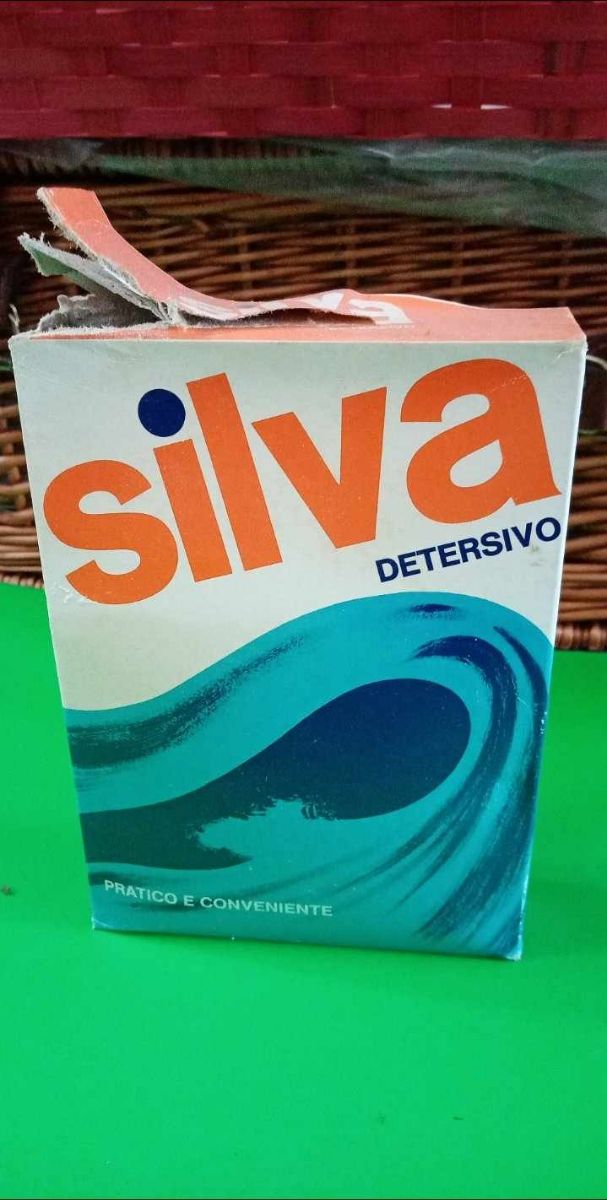 silva
DETERSIVO
PRATICO E CONVENIENTE